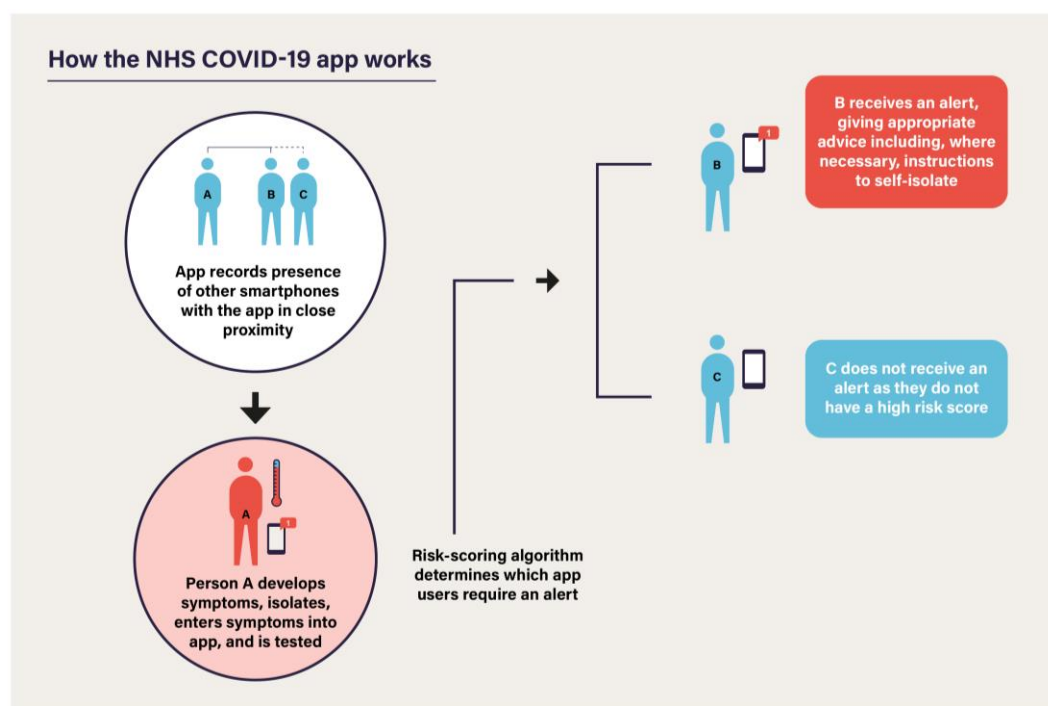 How the NHS COVID-19 app works
A
B
C
App records presence
of other smartphones
with the app in close
proximity
A
1
Person A develops
symptoms, isolates,
enters symptoms into
app, and is tested
Risk-scoring algorithm
determines which app
users require an alert
B
1
B receives an alert,
giving appropriate
advice including, where
necessary, instructions
to self-isolate
C
C does not receive an
alert as they do not
have a high risk score